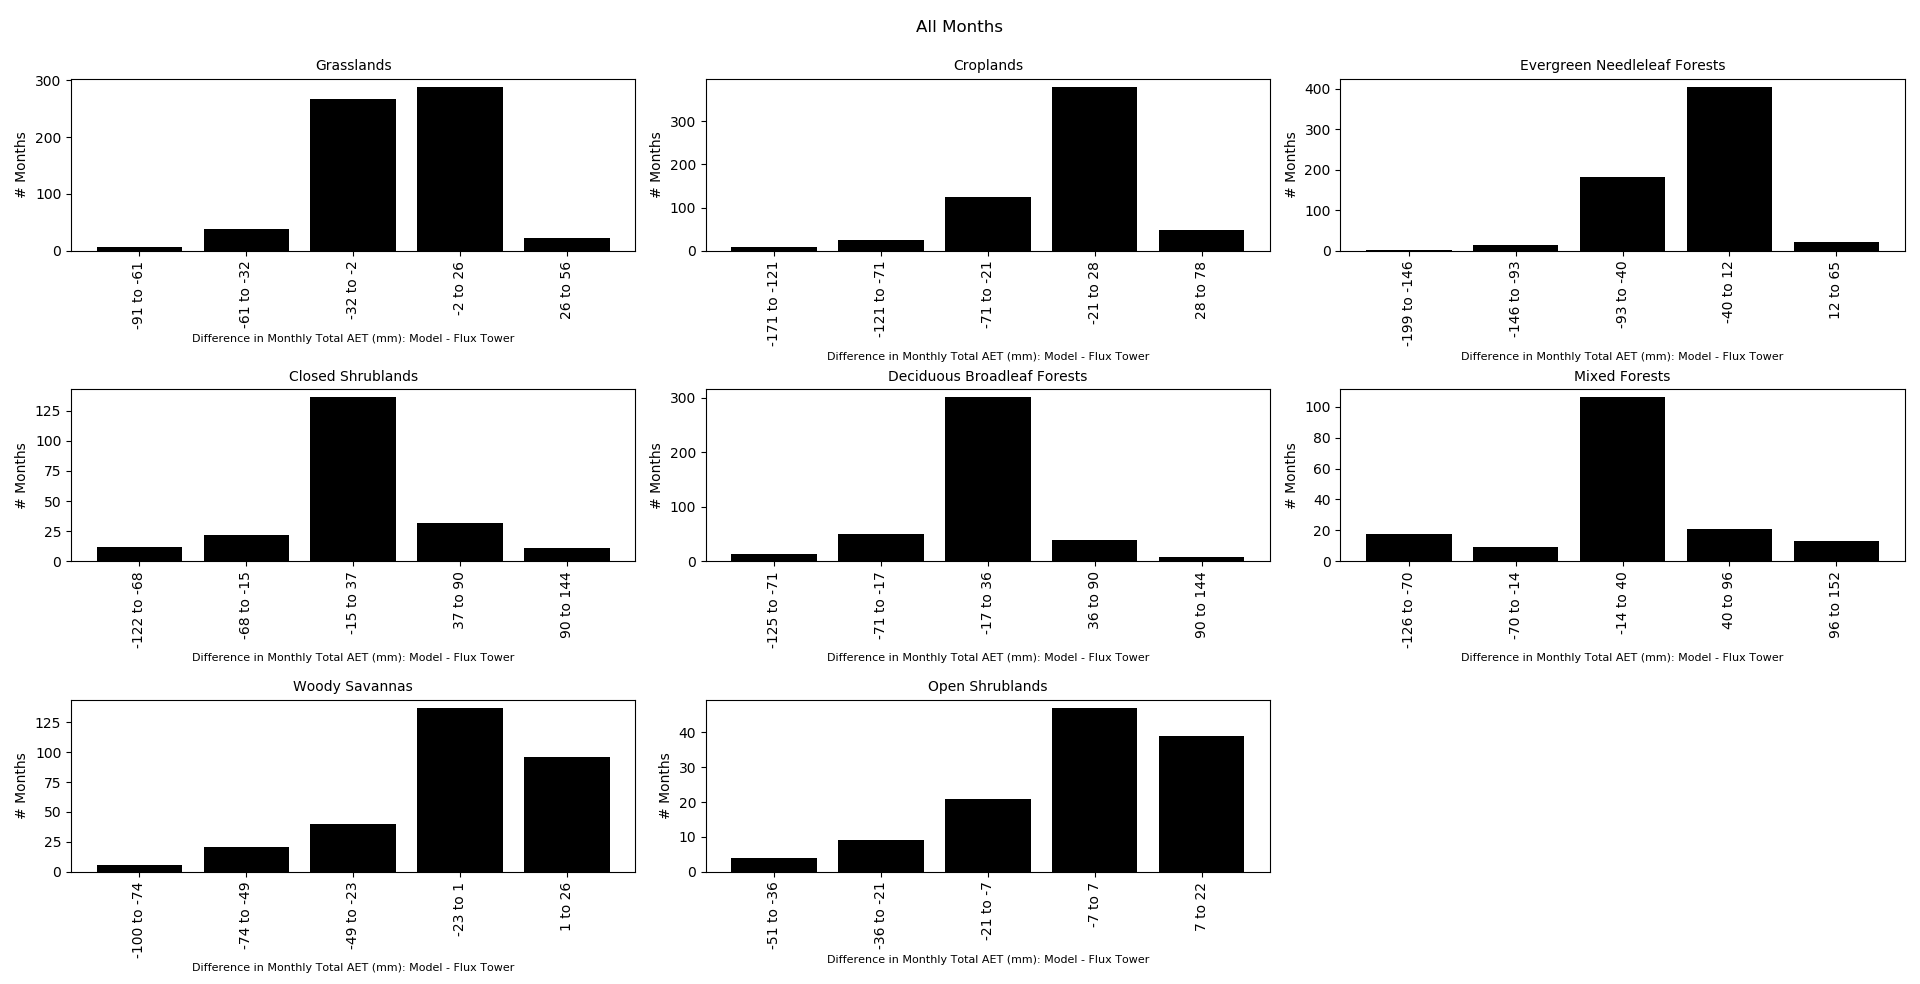 All Months
Grasslands
# Months
300
200
100
0
-91 to -61
-61 to -32
-32 to -2
-2 to 26
26 to 56
Difference in Monthly Total AET (mm): Model - Flux Tower
Croplands
# Months
300
200
100
0
-171 to -121
-121 to -71
-71 to -21
-21 to 28
28 to 78
Difference in Monthly Total AET (mm): Model - Flux Tower
Evergreen Needleleaf Forests
# Months
400
300
200
100
0
-199 to -146
-146 to -93
-93 to -40
-40 to 12
12 to 65
Difference in Monthly Total AET (mm): Model - Flux Tower
Closed Shrublands
# Months
125
100
75
50
25
0
-122 to -68
-68 to -15
-15 to 37
37 to 90
90 to 144
Difference in Monthly Total AET (mm): Model - Flux Tower
Deciduous Broadleaf Forests
# Months
300
200
100
0
-125 to -71
-71 to -17
-17 to 36
36 to 90
90 to 144
Difference in Monthly Total AET (mm): Model - Flux Tower
Mixed Forests
# Months
100
80
60
40
20
0
-126 to -70
-70 to -14
-14 to 40
40 to 96
96 to 152
Difference in Monthly Total AET (mm): Model - Flux Tower
Woody Savannas
# Months
125
100
75
50
25
0
-100 to -74
-74 to -49
-49 to -23
-23 to 1
1 to 26
Difference in Monthly Total AET (mm): Model - Flux Tower
Open Shrublands
# Months
40
30
20
10
0
-51 to -36
-36 to -21
-21 to -7
-7 to 7
7 to 22
Difference in Monthly Total AET (mm): Model - Flux Tower